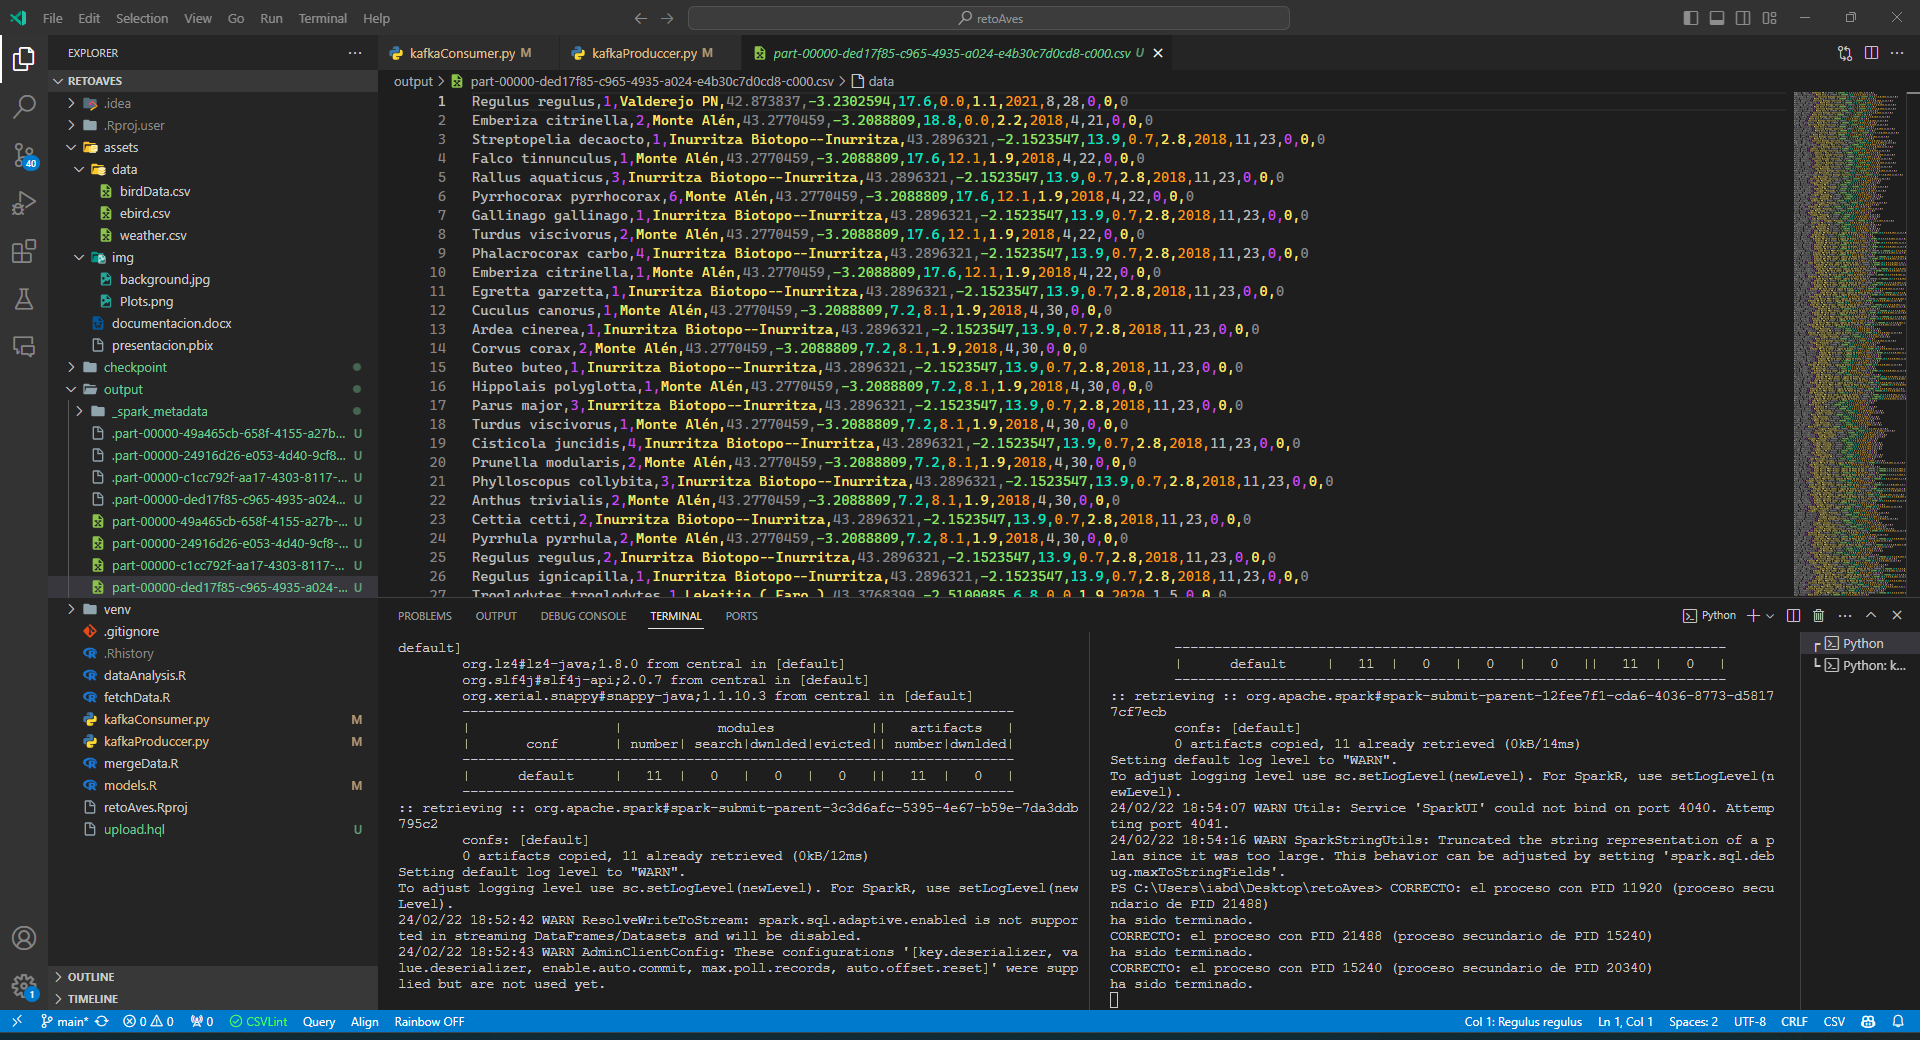 File Edit Selection View Go Run Terminal Help
retoAves
EXPLORER
RETOAVES
.idea
.Rproj.user
assets
data
birdData.csv
ebird.csv
weather.csv
img
background.jpg
Plots.png
documentacion.docx
presentacion.pbix
checkpoint
output
_spark_metadata
.part-00000-49a465cb-658f-4155-a27b... U
.part-00000-24916d26-e053-4d40-9cf8... U
.part-00000-c1cc792f-aa17-4303-8117-... U
.part-00000-ded17f85-c965-4935-a024... U
part-00000-49a465cb-658f-4155-a27b-... U
part-00000-24916d26-e053-4d40-9cf8-... U
part-00000-c1cc792f-aa17-4303-8117-... U
part-00000-ded17f85-c965-4935-a024-... U
venv
.gitignore
.Rhistory
dataAnalysis.R
fetchData.R
kafkaConsumer.py M
kafkaProduccer.py M
mergeData.R
models.R M
retoAves.Rproj
upload.hql U
OUTLINE
TIMELINE
40
1
kafkaConsumer.py M
kafkaProduccer.py M
part-00000-ded17f85-c965-4935-a024-e4b30c7d0cd8-c000.csv U
output > part-00000-ded17f85-c965-4935-a024-e4b30c7d0cd8-c000.csv > data
1 Regulus regulus,1,Valderejo PN,42.873837,-3.2302594,17.6,0.0,1.1,2021,8,28,0,0,0
2 Emberiza citrinella,2,Monte Alén,43.2770459,-3.2088809,18.8,0.0,2.2,2018,4,21,0,0,0
3 Streptopelia decaocto,1,Inurritza Biotopo--Inurritza,43.2896321,-2.1523547,13.9,0.7,2.8,2018,11,23,0,0,0
4 Falco tinnunculus,1,Monte Alén,43.2770459,-3.2088809,17.6,12.1,1.9,2018,4,22,0,0,0
5 Rallus aquaticus,3,Inurritza Biotopo--Inurritza,43.2896321,-2.1523547,13.9,0.7,2.8,2018,11,23,0,0,0
6 Pyrrhocorax pyrrhocorax,6,Monte Alén,43.2770459,-3.2088809,17.6,12.1,1.9,2018,4,22,0,0,0
7 Gallinago gallinago,1,Inurritza Biotopo--Inurritza,43.2896321,-2.1523547,13.9,0.7,2.8,2018,11,23,0,0,0
8 Turdus viscivorus,2,Monte Alén,43.2770459,-3.2088809,17.6,12.1,1.9,2018,4,22,0,0,0
9 Phalacrocorax carbo,4,Inurritza Biotopo--Inurritza,43.2896321,-2.1523547,13.9,0.7,2.8,2018,11,23,0,0,0
10 Emberiza citrinella,1,Monte Alén,43.2770459,-3.2088809,17.6,12.1,1.9,2018,4,22,0,0,0
11 Egretta garzetta,1,Inurritza Biotopo--Inurritza,43.2896321,-2.1523547,13.9,0.7,2.8,2018,11,23,0,0,0
12 Cuculus canorus,1,Monte Alén,43.2770459,-3.2088809,7.2,8.1,1.9,2018,4,30,0,0,0
13 Ardea cinerea,1,Inurritza Biotopo--Inurritza,43.2896321,-2.1523547,13.9,0.7,2.8,2018,11,23,0,0,0
14 Corvus corax,2,Monte Alén,43.2770459,-3.2088809,7.2,8.1,1.9,2018,4,30,0,0,0
15 Buteo buteo,1,Inurritza Biotopo--Inurritza,43.2896321,-2.1523547,13.9,0.7,2.8,2018,11,23,0,0,0
16 Hippolais polyglotta,1,Monte Alén,43.2770459,-3.2088809,7.2,8.1,1.9,2018,4,30,0,0,0
17 Parus major,3,Inurritza Biotopo--Inurritza,43.2896321,-2.1523547,13.9,0.7,2.8,2018,11,23,0,0,0
18 Turdus viscivorus,1,Monte Alén,43.2770459,-3.2088809,7.2,8.1,1.9,2018,4,30,0,0,0
19 Cisticola juncidis,4,Inurritza Biotopo--Inurritza,43.2896321,-2.1523547,13.9,0.7,2.8,2018,11,23,0,0,0
20 Prunella modularis,2,Monte Alén,43.2770459,-3.2088809,7.2,8.1,1.9,2018,4,30,0,0,0
21 Phylloscopus collybita,3,Inurritza Biotopo--Inurritza,43.2896321,-2.1523547,13.9,0.7,2.8,2018,11,23,0,0,0
22 Anthus trivialis,2,Monte Alén,43.2770459,-3.2088809,7.2,8.1,1.9,2018,4,30,0,0,0
23 Cettia cetti,2,Inurritza Biotopo--Inurritza,43.2896321,-2.1523547,13.9,0.7,2.8,2018,11,23,0,0,0
24 Pyrrhula pyrrhula,2,Monte Alén,43.2770459,-3.2088809,7.2,8.1,1.9,2018,4,30,0,0,0
25 Regulus regulus,2,Inurritza Biotopo--Inurritza,43.2896321,-2.1523547,13.9,0.7,2.8,2018,11,23,0,0,0
26 Regulus ignicapilla,1,Inurritza Biotopo--Inurritza,43.2896321,-2.1523547,13.9,0.7,2.8,2018,11,23,0,0,0
27 Troglodytes troglodytes,1,Lekeitio ( Faro ),43.3768399,-2.5100085,6.8,0.0,1.9,2020,1,5,0,0,0
PROBLEMS OUTPUT DEBUG CONSOLE TERMINAL PORTS
Python
default]
org.lz4#lz4-java;1.8.0 from central in [default]
org.slf4j#slf4j-api;2.0.7 from central in [default]
org.xerial.snappy#snappy-java;1.1.10.3 from central in [default]
---------------------------------------------------------------------
|                  |            modules            ||   artifacts   |
|       conf       | number| search|dwnlded|evicted|| number|dwnlded|
---------------------------------------------------------------------
|      default     |   11  |   0   |   0   |   0   ||   11  |   0   |
---------------------------------------------------------------------
:: retrieving :: org.apache.spark#spark-submit-parent-3c3d6afc-5395-4e67-b59e-7da3ddb
795c2
confs: [default]
0 artifacts copied, 11 already retrieved (0kB/12ms)
Setting default log level to "WARN".
To adjust logging level use sc.setLogLevel(newLevel). For SparkR, use setLogLevel(new
Level).
24/02/22 18:52:42 WARN ResolveWriteToStream: spark.sql.adaptive.enabled is not suppor
ted in streaming DataFrames/Datasets and will be disabled.
24/02/22 18:52:43 WARN AdminClientConfig: These configurations '[key.deserializer, va
lue.deserializer, enable.auto.commit, max.poll.records, auto.offset.reset]' were supp
lied but are not used yet.
---------------------------------------------------------------------
|      default     |   11  |   0   |   0   |   0   ||   11  |   0   |
---------------------------------------------------------------------
:: retrieving :: org.apache.spark#spark-submit-parent-12fee7f1-cda6-4036-8773-d5817
7cf7ecb
confs: [default]
0 artifacts copied, 11 already retrieved (0kB/14ms)
Setting default log level to "WARN".
To adjust logging level use sc.setLogLevel(newLevel). For SparkR, use setLogLevel(n
ewLevel).
24/02/22 18:54:07 WARN Utils: Service 'SparkUI' could not bind on port 4040. Attemp
ting port 4041.
24/02/22 18:54:16 WARN SparkStringUtils: Truncated the string representation of a p
lan since it was too large. This behavior can be adjusted by setting 'spark.sql.deb
ug.maxToStringFields'.
PS C:\Users\iabd\Desktop\retoAves> CORRECTO: el proceso con PID 11920 (proceso secu
ndario de PID 21488)
ha sido terminado.
CORRECTO: el proceso con PID 21488 (proceso secundario de PID 15240)
ha sido terminado.
CORRECTO: el proceso con PID 15240 (proceso secundario de PID 20340)
ha sido terminado.
Python
Python: k...
main* 0 0 0 CSVLint Query Align Rainbow OFF Col 1: Regulus regulus Ln 1, Col 1 Spaces: 2 UTF-8 CRLF CSV